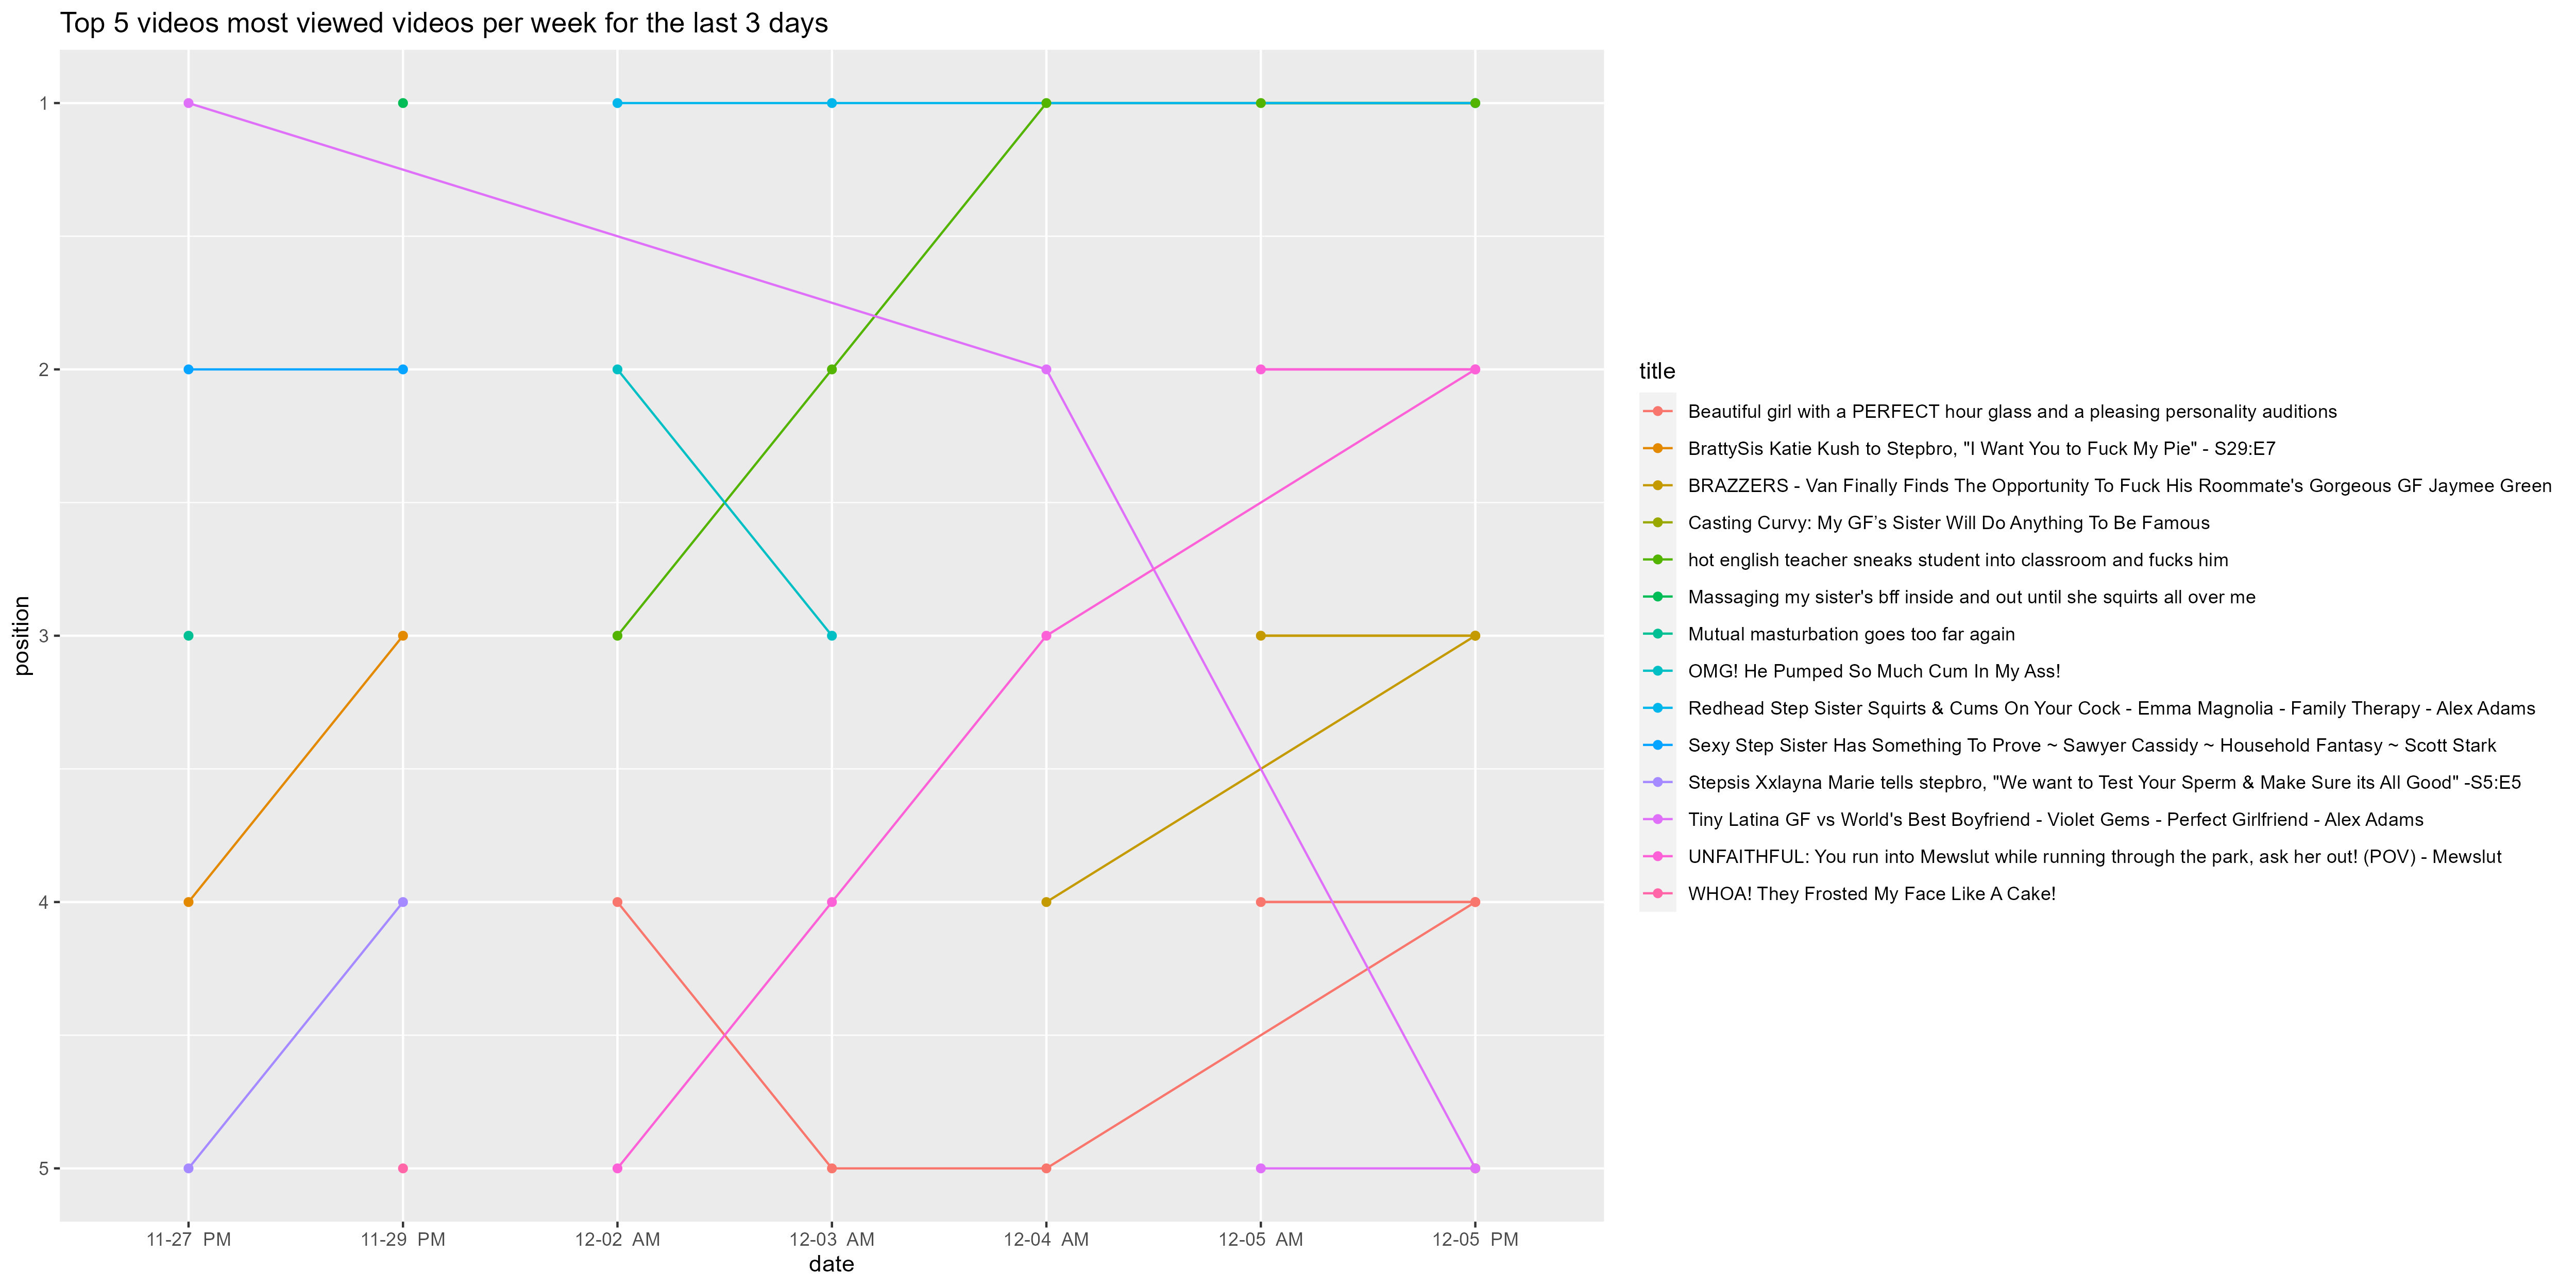 Top 5 videos most viewed videos per week for the last 3 days
position
1
2
3
4
5
11-27 PM
11-29 PM
12-02 AM
12-03 AM
12-04 AM
12-05 AM
12-05 PM
date
title
Beautiful girl with a PERFECT hour glass and a pleasing personality auditions
BrattySis Katie Kush to Stepbro, "I Want You to Fuck My Pie" - S29:E7
BRAZZERS - Van Finally Finds The Opportunity To Fuck His Roommate's Gorgeous GF Jaymee Green
Casting Curvy: My GF’s Sister Will Do Anything To Be Famous
hot english teacher sneaks student into classroom and fucks him
Massaging my sister's bff inside and out until she squirts all over me
Mutual masturbation goes too far again
OMG! He Pumped So Much Cum In My Ass!
Redhead Step Sister Squirts & Cums On Your Cock - Emma Magnolia - Family Therapy - Alex Adams
Sexy Step Sister Has Something To Prove ~ Sawyer Cassidy ~ Household Fantasy ~ Scott Stark
Stepsis Xxlayna Marie tells stepbro, "We want to Test Your Sperm & Make Sure its All Good" -S5:E5
Tiny Latina GF vs World's Best Boyfriend - Violet Gems - Perfect Girlfriend - Alex Adams
UNFAITHFUL: You run into Mewslut while running through the park, ask her out! (POV) - Mewslut
WHOA! They Frosted My Face Like A Cake!